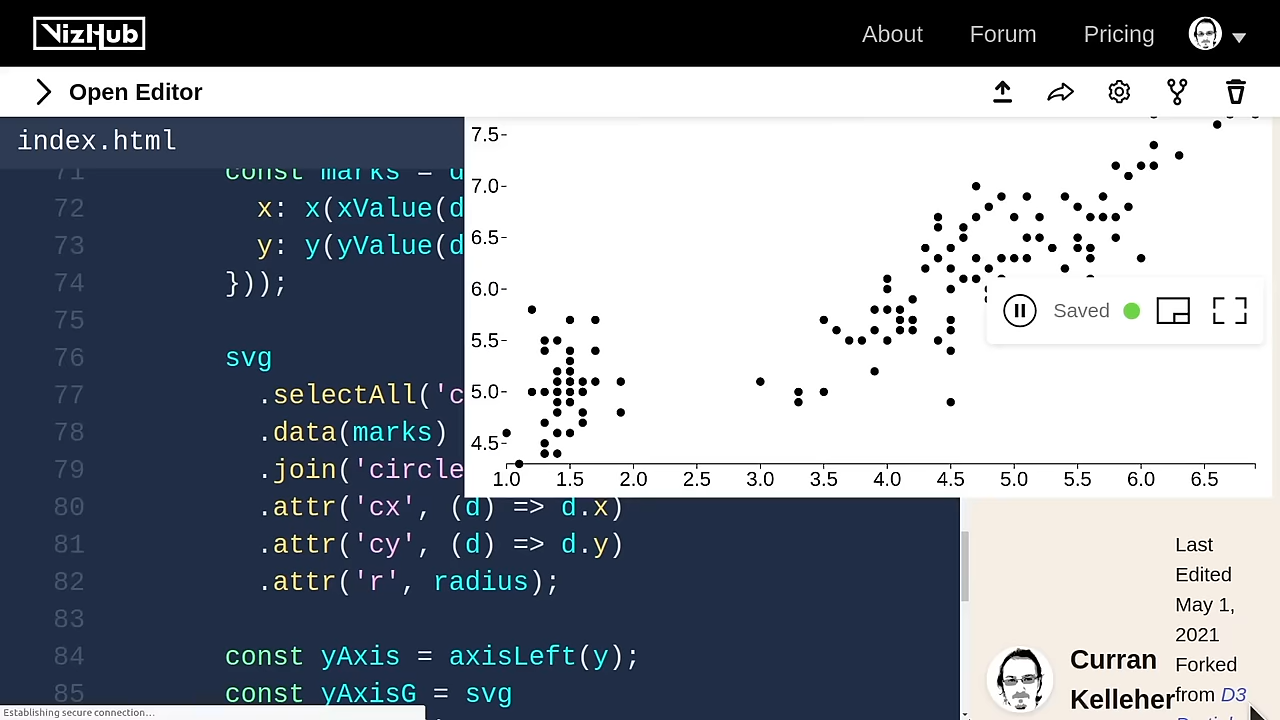 VizHub About Forum Pricing
Open Editor
index.html
71 const marks = d
72 x: x(xValue(d
73 y: y(yValue(d
74 }));
75
76 svg
77 .selectAll('c
78 .data(marks)
79 .join('circle
80 .attr('cx', (d) => d.x)
81 .attr('cy', (d) => d.y)
82 .attr('r', radius);
83
84 const yAxis = axisLeft(y);
85 const yAxisG = svg
7.5
7.0
6.5
6.0
5.5
5.0
4.5
1.0 1.5 2.0 2.5 3.0 3.5 4.0 4.5 5.0 5.5 6.0 6.5
Saved
Curran
Kelleher
Last
Edited
May 1,
2021
Forked
from D3
Establishing secure connection…